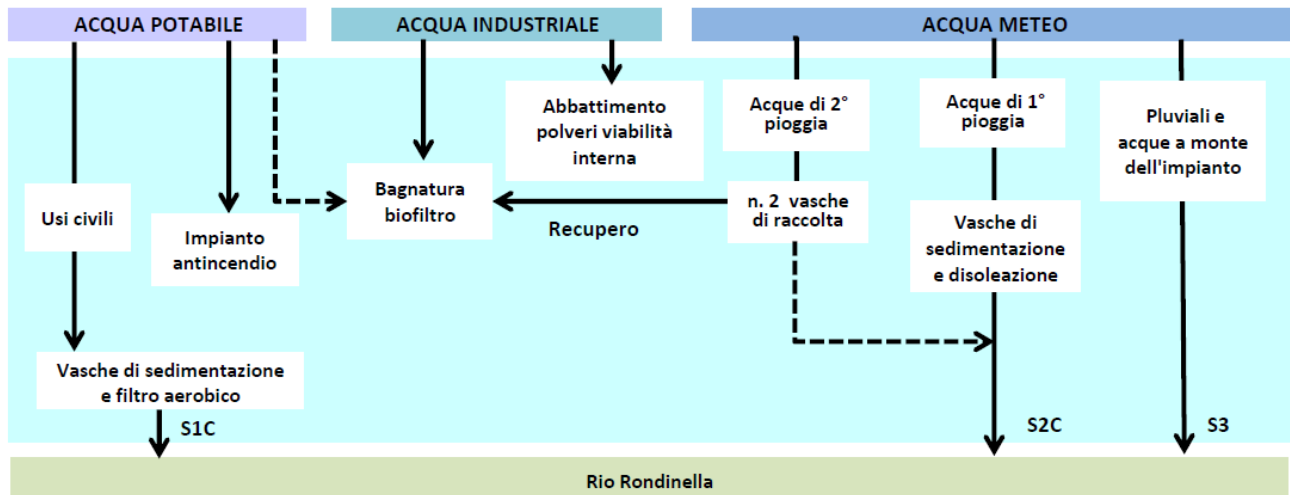 ACQUA POTABILE
ACQUA INDUSTRIALE
ACQUA METEO
Abbattimento
polveri viabilità
interna
Acque di 2°
pioggia
Acque di 1°
pioggia
Pluviali e
acque a monte
dell'impianto
Usi civili
Impianto
antincendio
Bagnatura
biofiltro
Recupero
n. 2 vasche
di raccolta
Vasche di
sedimentazione
e disoleazione
Vasche di sedimentazione
e filtro aerobico
S1C
S2C
S3
Rio Rondinella